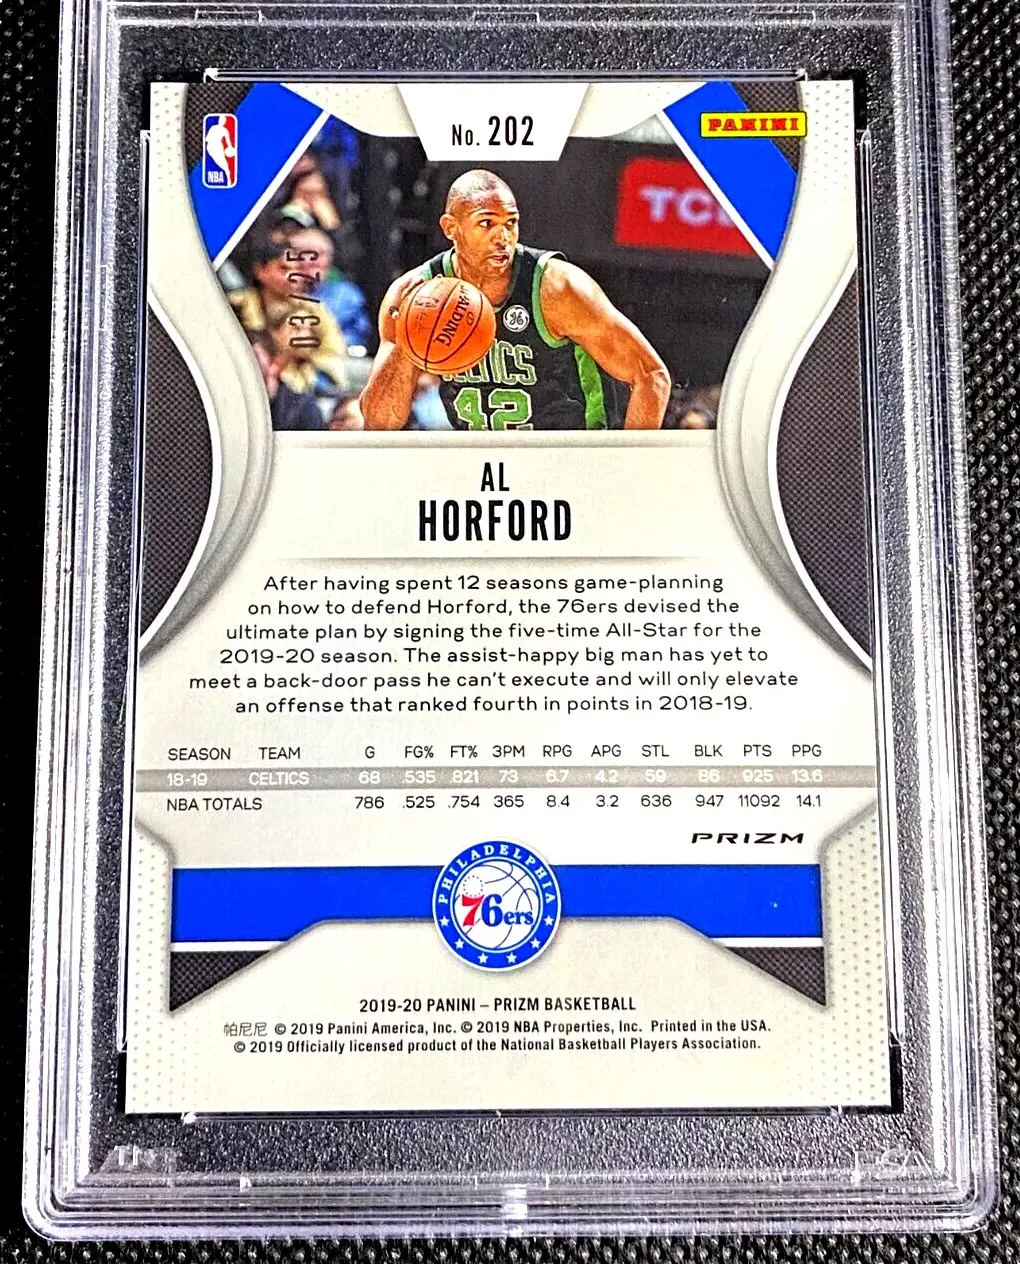 No. 202
PANINI
NBA
TCL
03/25
SPALDING
CELTICS
42
AL
HORFORD
After having spent 12 seasons game-planning
on how to defend Horford, the 76ers devised the
ultimate plan by signing the five-time All-Star for the
2019-20 season. The assist-happy big man has yet to
meet a back-door pass he can't execute and will only elevate
an offense that ranked fourth in points in 2018-19.
SEASON TEAM G FG% FT% 3PM RPG APG STL BLK PTS PPG
18-19 CELTICS 68 .535 .821 73 6.7 4.2 59 86 925 13.6
NBA TOTALS 786 .525 .754 365 8.4 3.2 636 947 11092 14.1
PRIZM
PHILADELPHIA
76ers
2019-20 PANINI – PRIZM BASKETBALL
帕尼尼 © 2019 Panini America, Inc. © 2019 NBA Properties, Inc. Printed in the USA.
© 2019 Officially licensed product of the National Basketball Players Association.